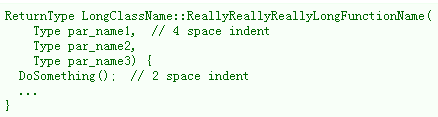 ReturnType LongClassName::ReallyReallyReallyLongFunctionName(
    Type par_name1,  // 4 space indent
    Type par_name2,
    Type par_name3) {
  DoSomething();  // 2 space indent
  ...
}